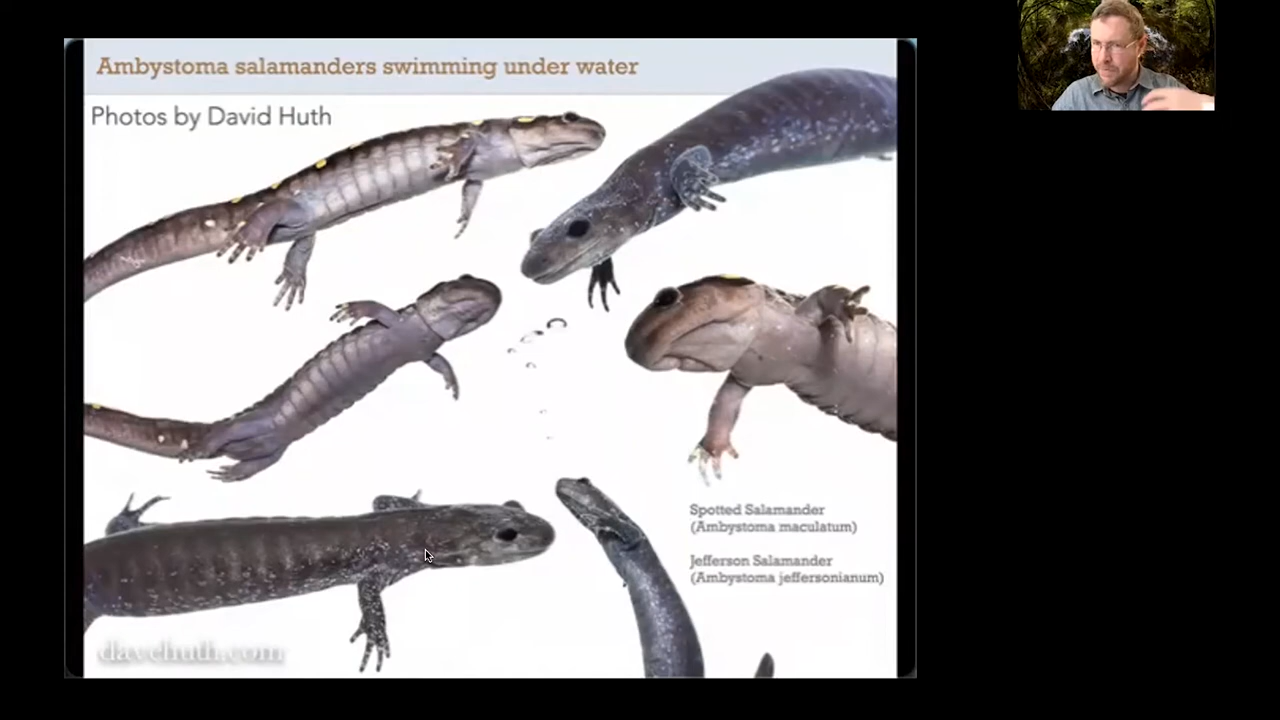 Ambystoma salamanders swimming under water
Photos by David Huth
Spotted Salamander
(Ambystoma maculatum)
Jefferson Salamander
(Ambystoma jeffersonianum)
davehuth.com